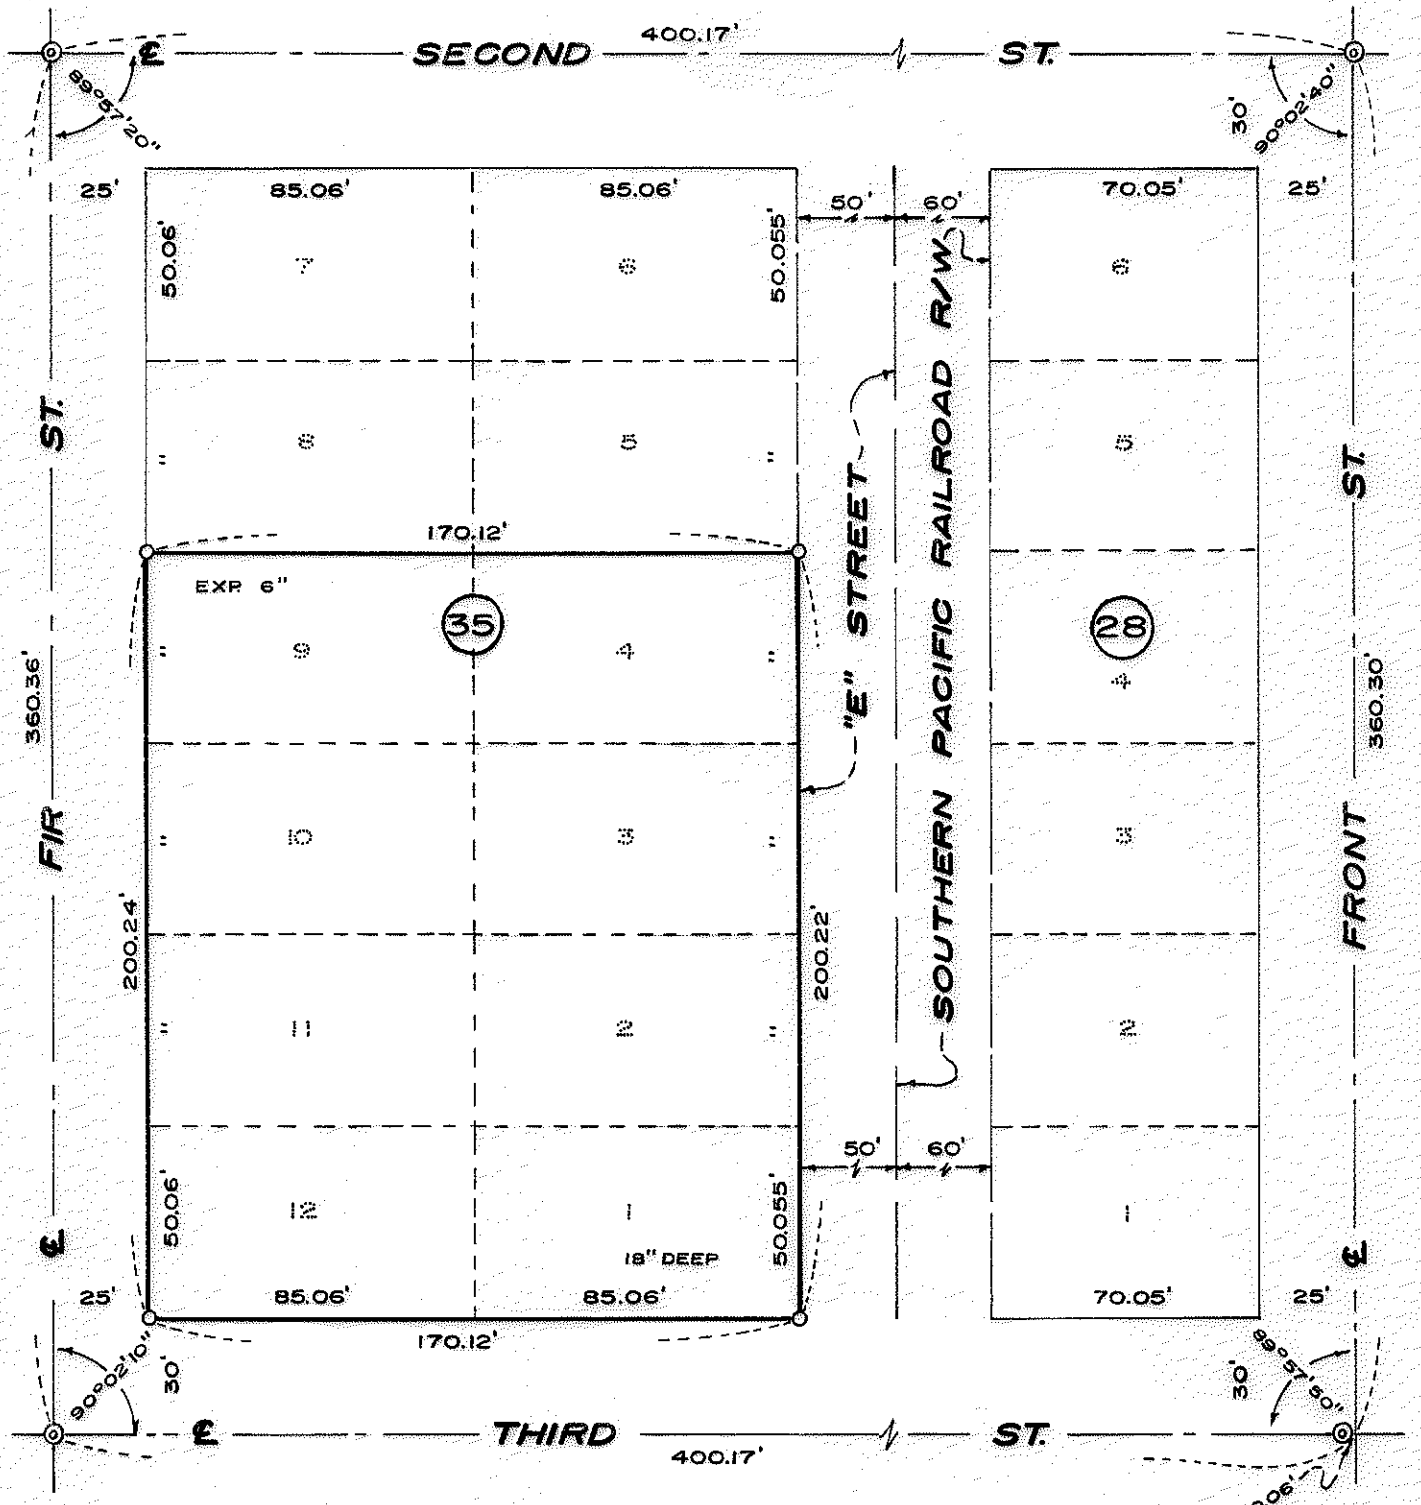 ℄ SECOND 400.17' ST.
89°57'20" 90°02'40"
30'
25' 85.06' 85.06' 50' 60' 70.05' 25'
50.06' 50.055'
7 6 6
8 5 5
" "
170.12'
EXP. 6"
35 28
" 9 4 " 4
" 10 3 " 3
" 11 2 " 2
50' 60'
50.06' 50.055'
12 1 1
18" DEEP
25' 85.06' 85.06' 70.05' 25'
170.12'
90°02'10" 89°57'50"
30' 30'
℄ THIRD ST.
400.17'
FIR ST.
℄
360.36'
200.24'
200.22'
"E" STREET
SOUTHERN PACIFIC RAILROAD R/W
FRONT ST.
℄
360.30'